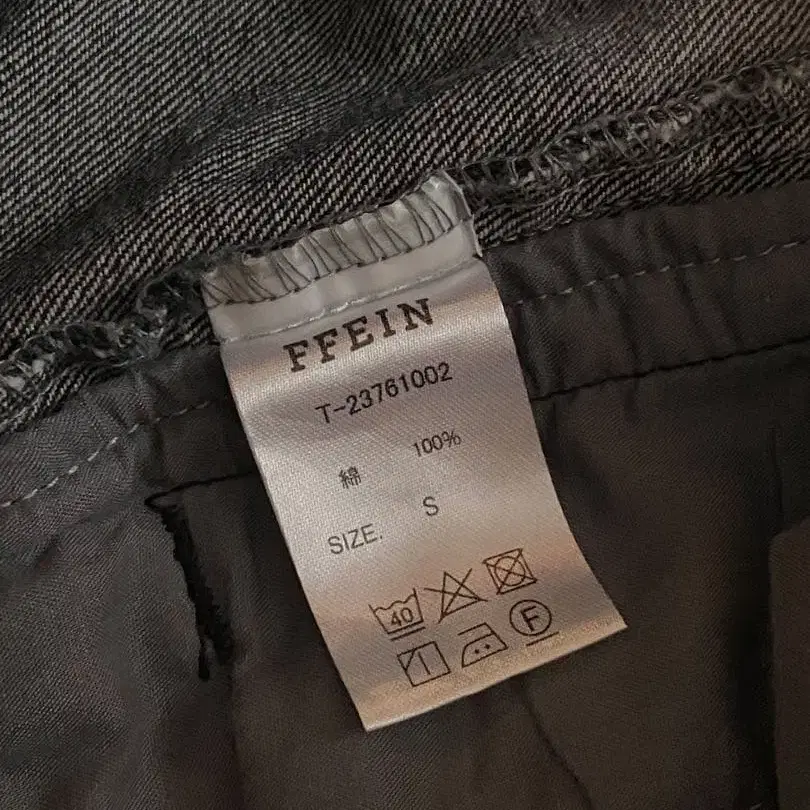 FFEIN
T-23761002
綿 100%
SIZE. S
40
F